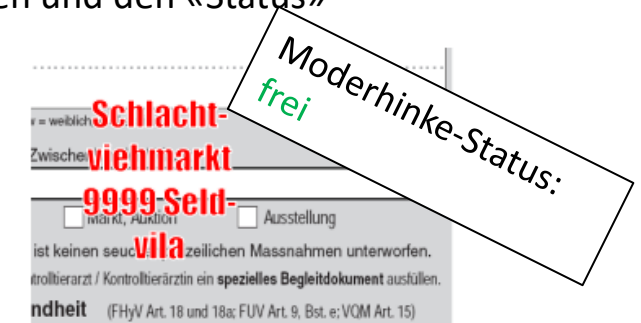 en und den «Status»
Moderhinke-Status:
frei
w = weiblich,
Schlacht-
Zwische
viehmarkt
9999 Seld-
Markt, Auktion
Ausstellung
vila
ist keinen seuc zeilichen Massnahmen unterworfen.
trolltierarzt / Kontrolltierärztin ein spezielles Begleitdokument ausfüllen.
ndheit (FHyV Art. 18 und 18a; FUV Art. 9, Bst. e; VQM Art. 15)